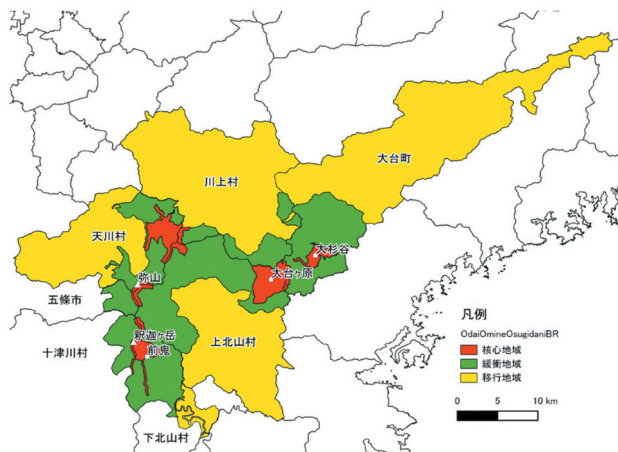 大台町
川上村
天川村
大杉谷
大台ヶ原
弥山
五條市
釈迦ヶ岳
十津川村
前鬼
上北山村
下北山村
凡例
OdaiOmineOsugidaniBR
核心地域
緩衝地域
移行地域
0 5 10 km